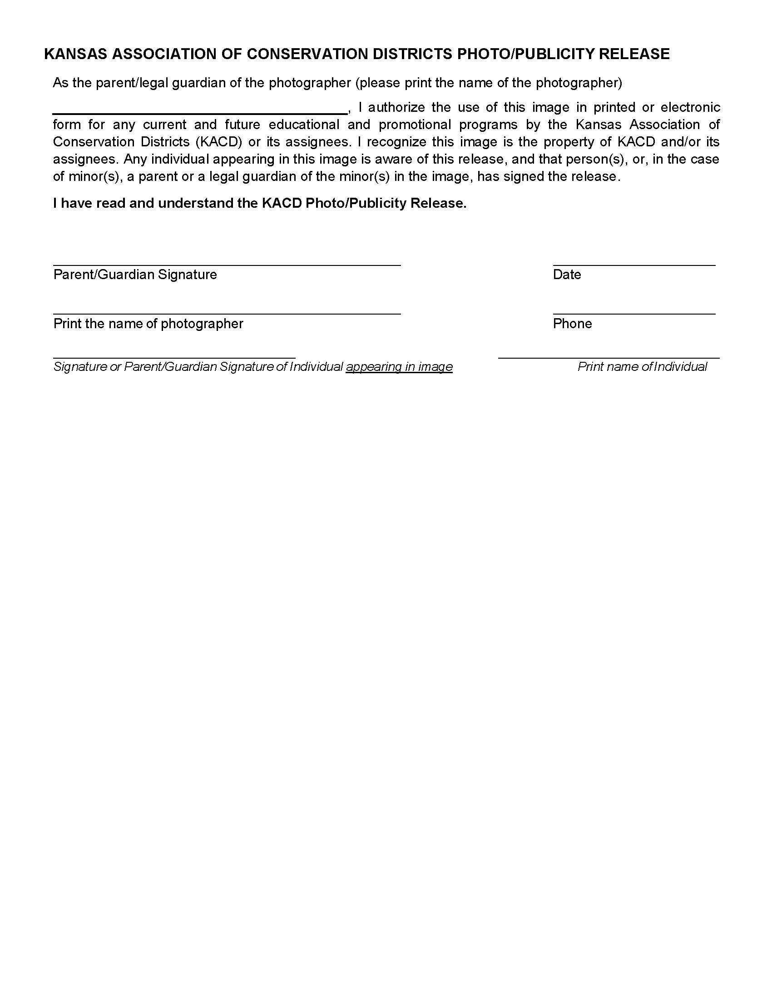 KANSAS ASSOCIATION OF CONSERVATION DISTRICTS PHOTO/PUBLICITY RELEASE
As the parent/legal guardian of the photographer (please print the name of the photographer)
, I authorize the use of this image in printed or electronic
form for any current and future educational and promotional programs by the Kansas Association of
Conservation Districts (KACD) or its assignees. I recognize this image is the property of KACD and/or its
assignees. Any individual appearing in this image is aware of this release, and that person(s), or, in the case
of minor(s), a parent or a legal guardian of the minor(s) in the image, has signed the release.
I have read and understand the KACD Photo/Publicity Release.
Parent/Guardian Signature Date
Print the name of photographer Phone
Signature or Parent/Guardian Signature of Individual appearing in image Print name of Individual